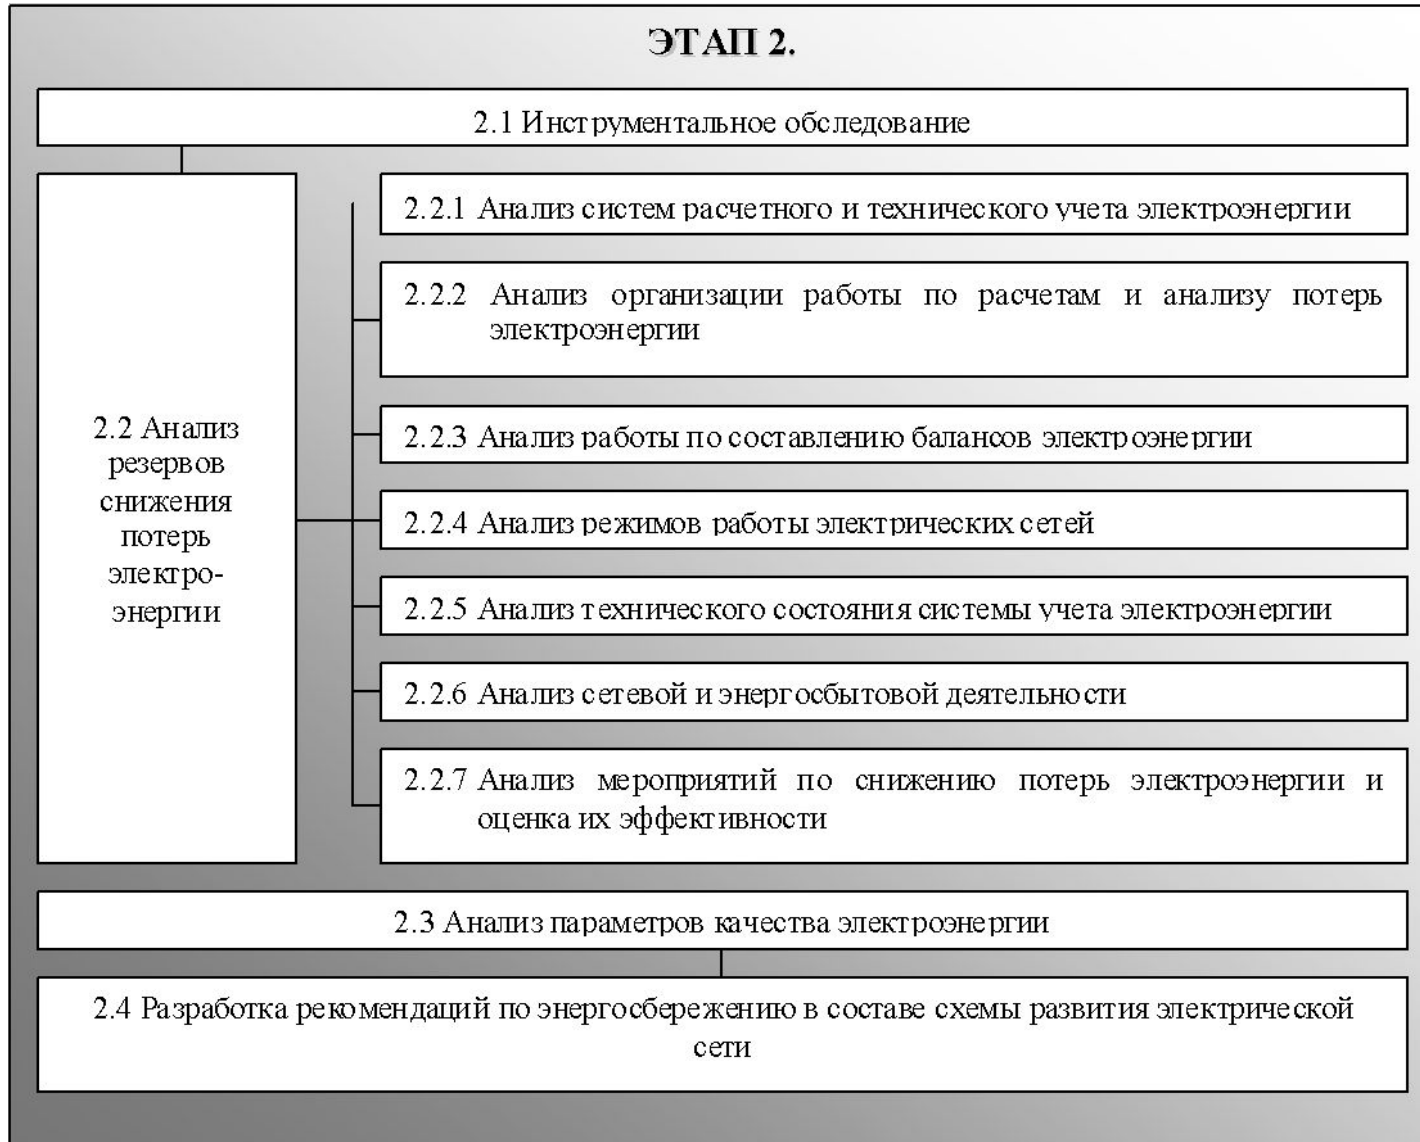 ЭТАП 2.
2.1 Инструментальное обследование
2.2 Анализ
резервов
снижения
потерь
электро-
энергии
2.2.1 Анализ систем расчетного и технического учета электроэнергии
2.2.2 Анализ организации работы по расчетам и анализу потерь
электроэнергии
2.2.3 Анализ работы по составлению балансов электроэнергии
2.2.4 Анализ режимов работы электрических сетей
2.2.5 Анализ технического состояния системы учета электроэнергии
2.2.6 Анализ сетевой и энергосбытовой деятельности
2.2.7 Анализ мероприятий по снижению потерь электроэнергии и
оценка их эффективности
2.3 Анализ параметров качества электроэнергии
2.4 Разработка рекомендаций по энергосбережению в составе схемы развития электрической
сети